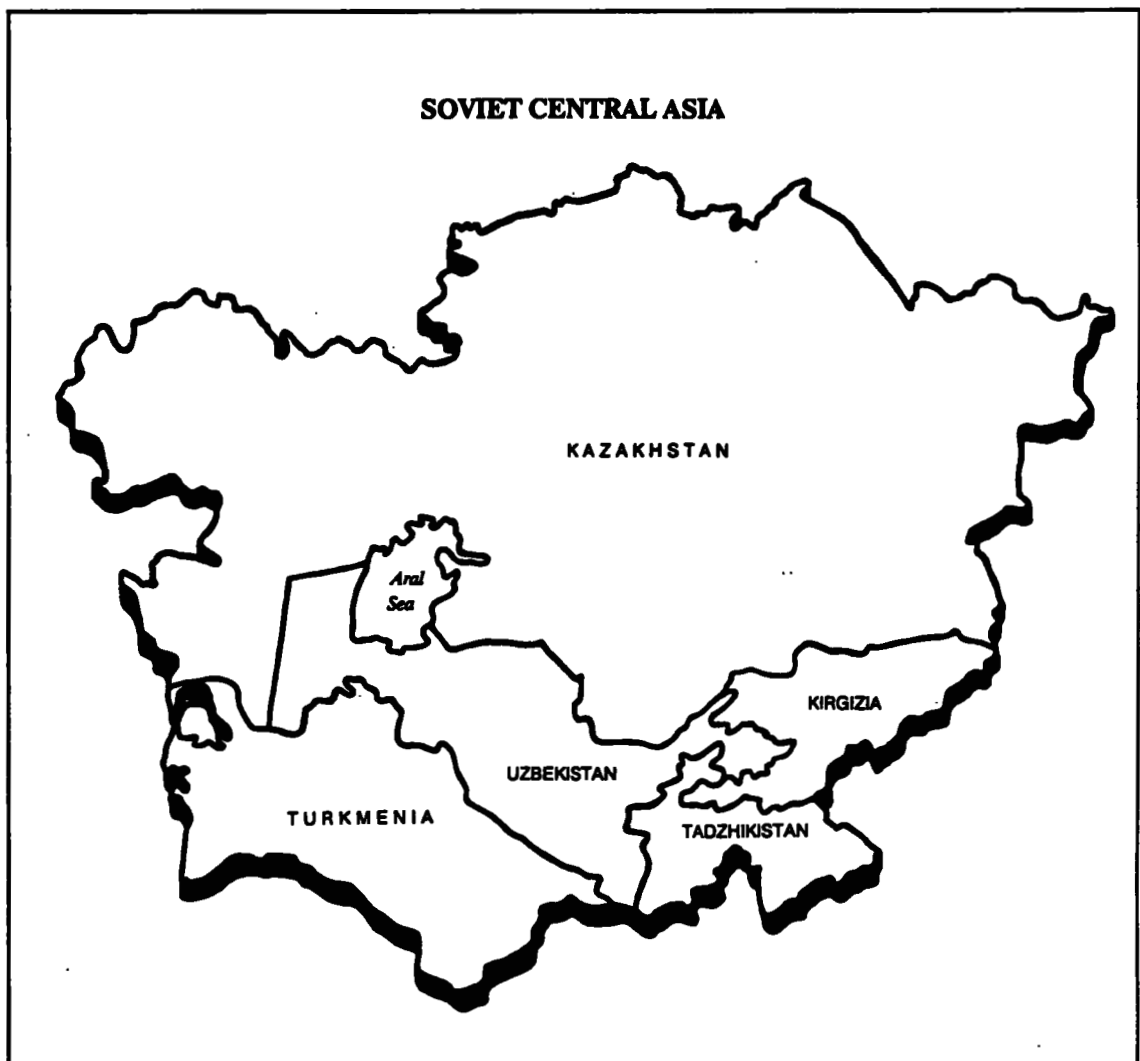 SOVIET CENTRAL ASIA
KAZAKHSTAN
Aral
Sea
KIRGIZIA
UZBEKISTAN
TURKMENIA
TADZHIKISTAN